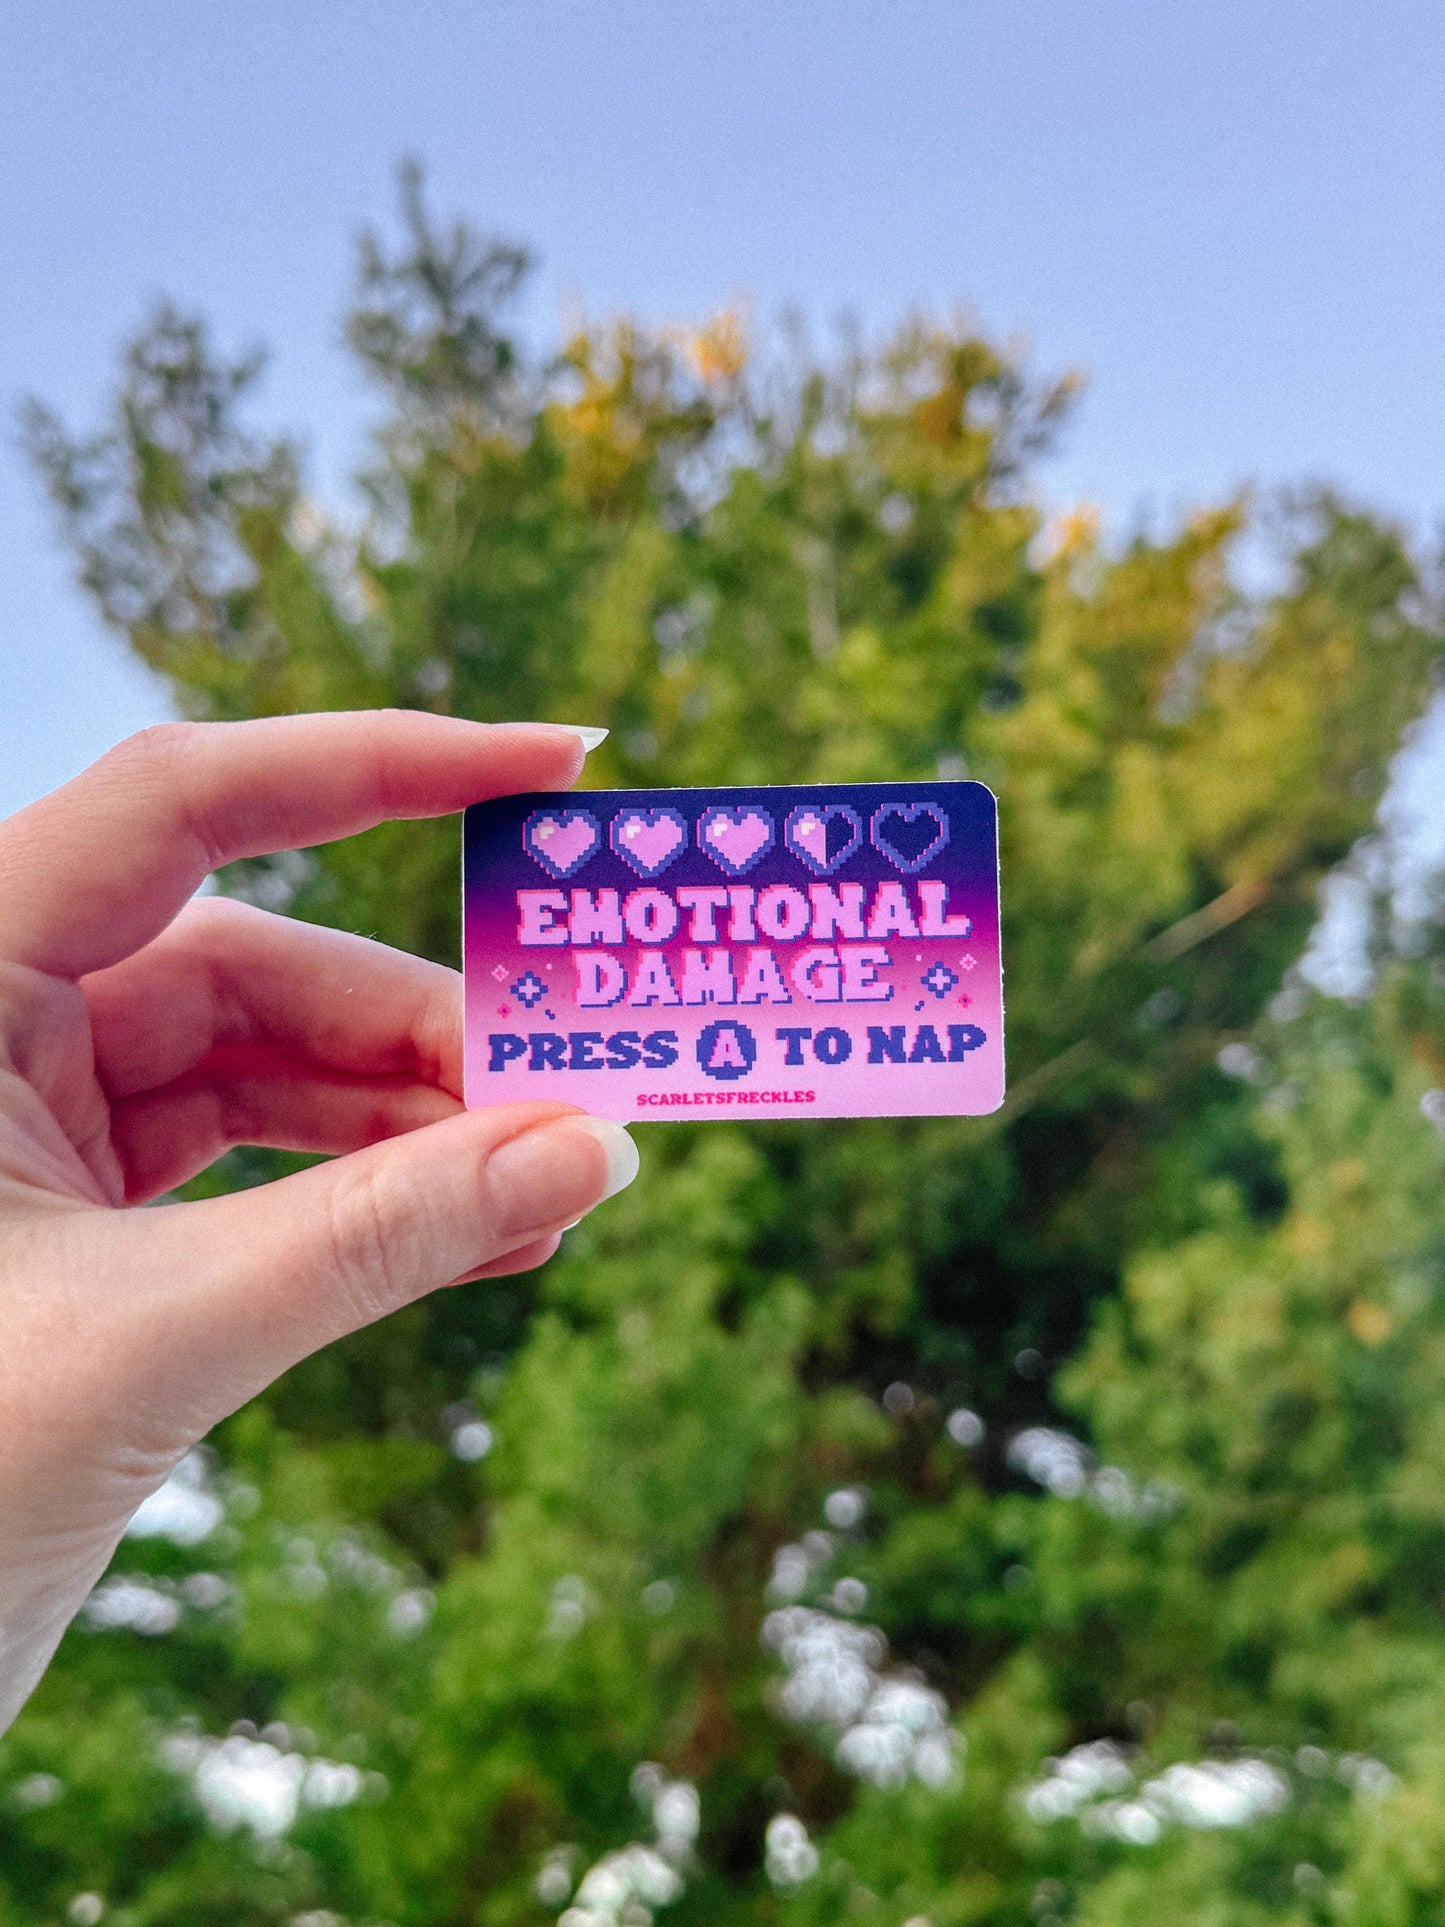 EMOTIONAL
DAMAGE
PRESS A TO NAP
SCARLETSFRECKLES